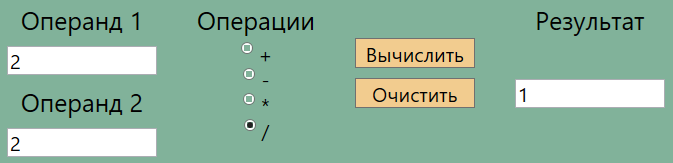 Операнд 1
2
Операнд 2
2
Операции
+
-
*
/
Вычислить
Очистить
Результат
1